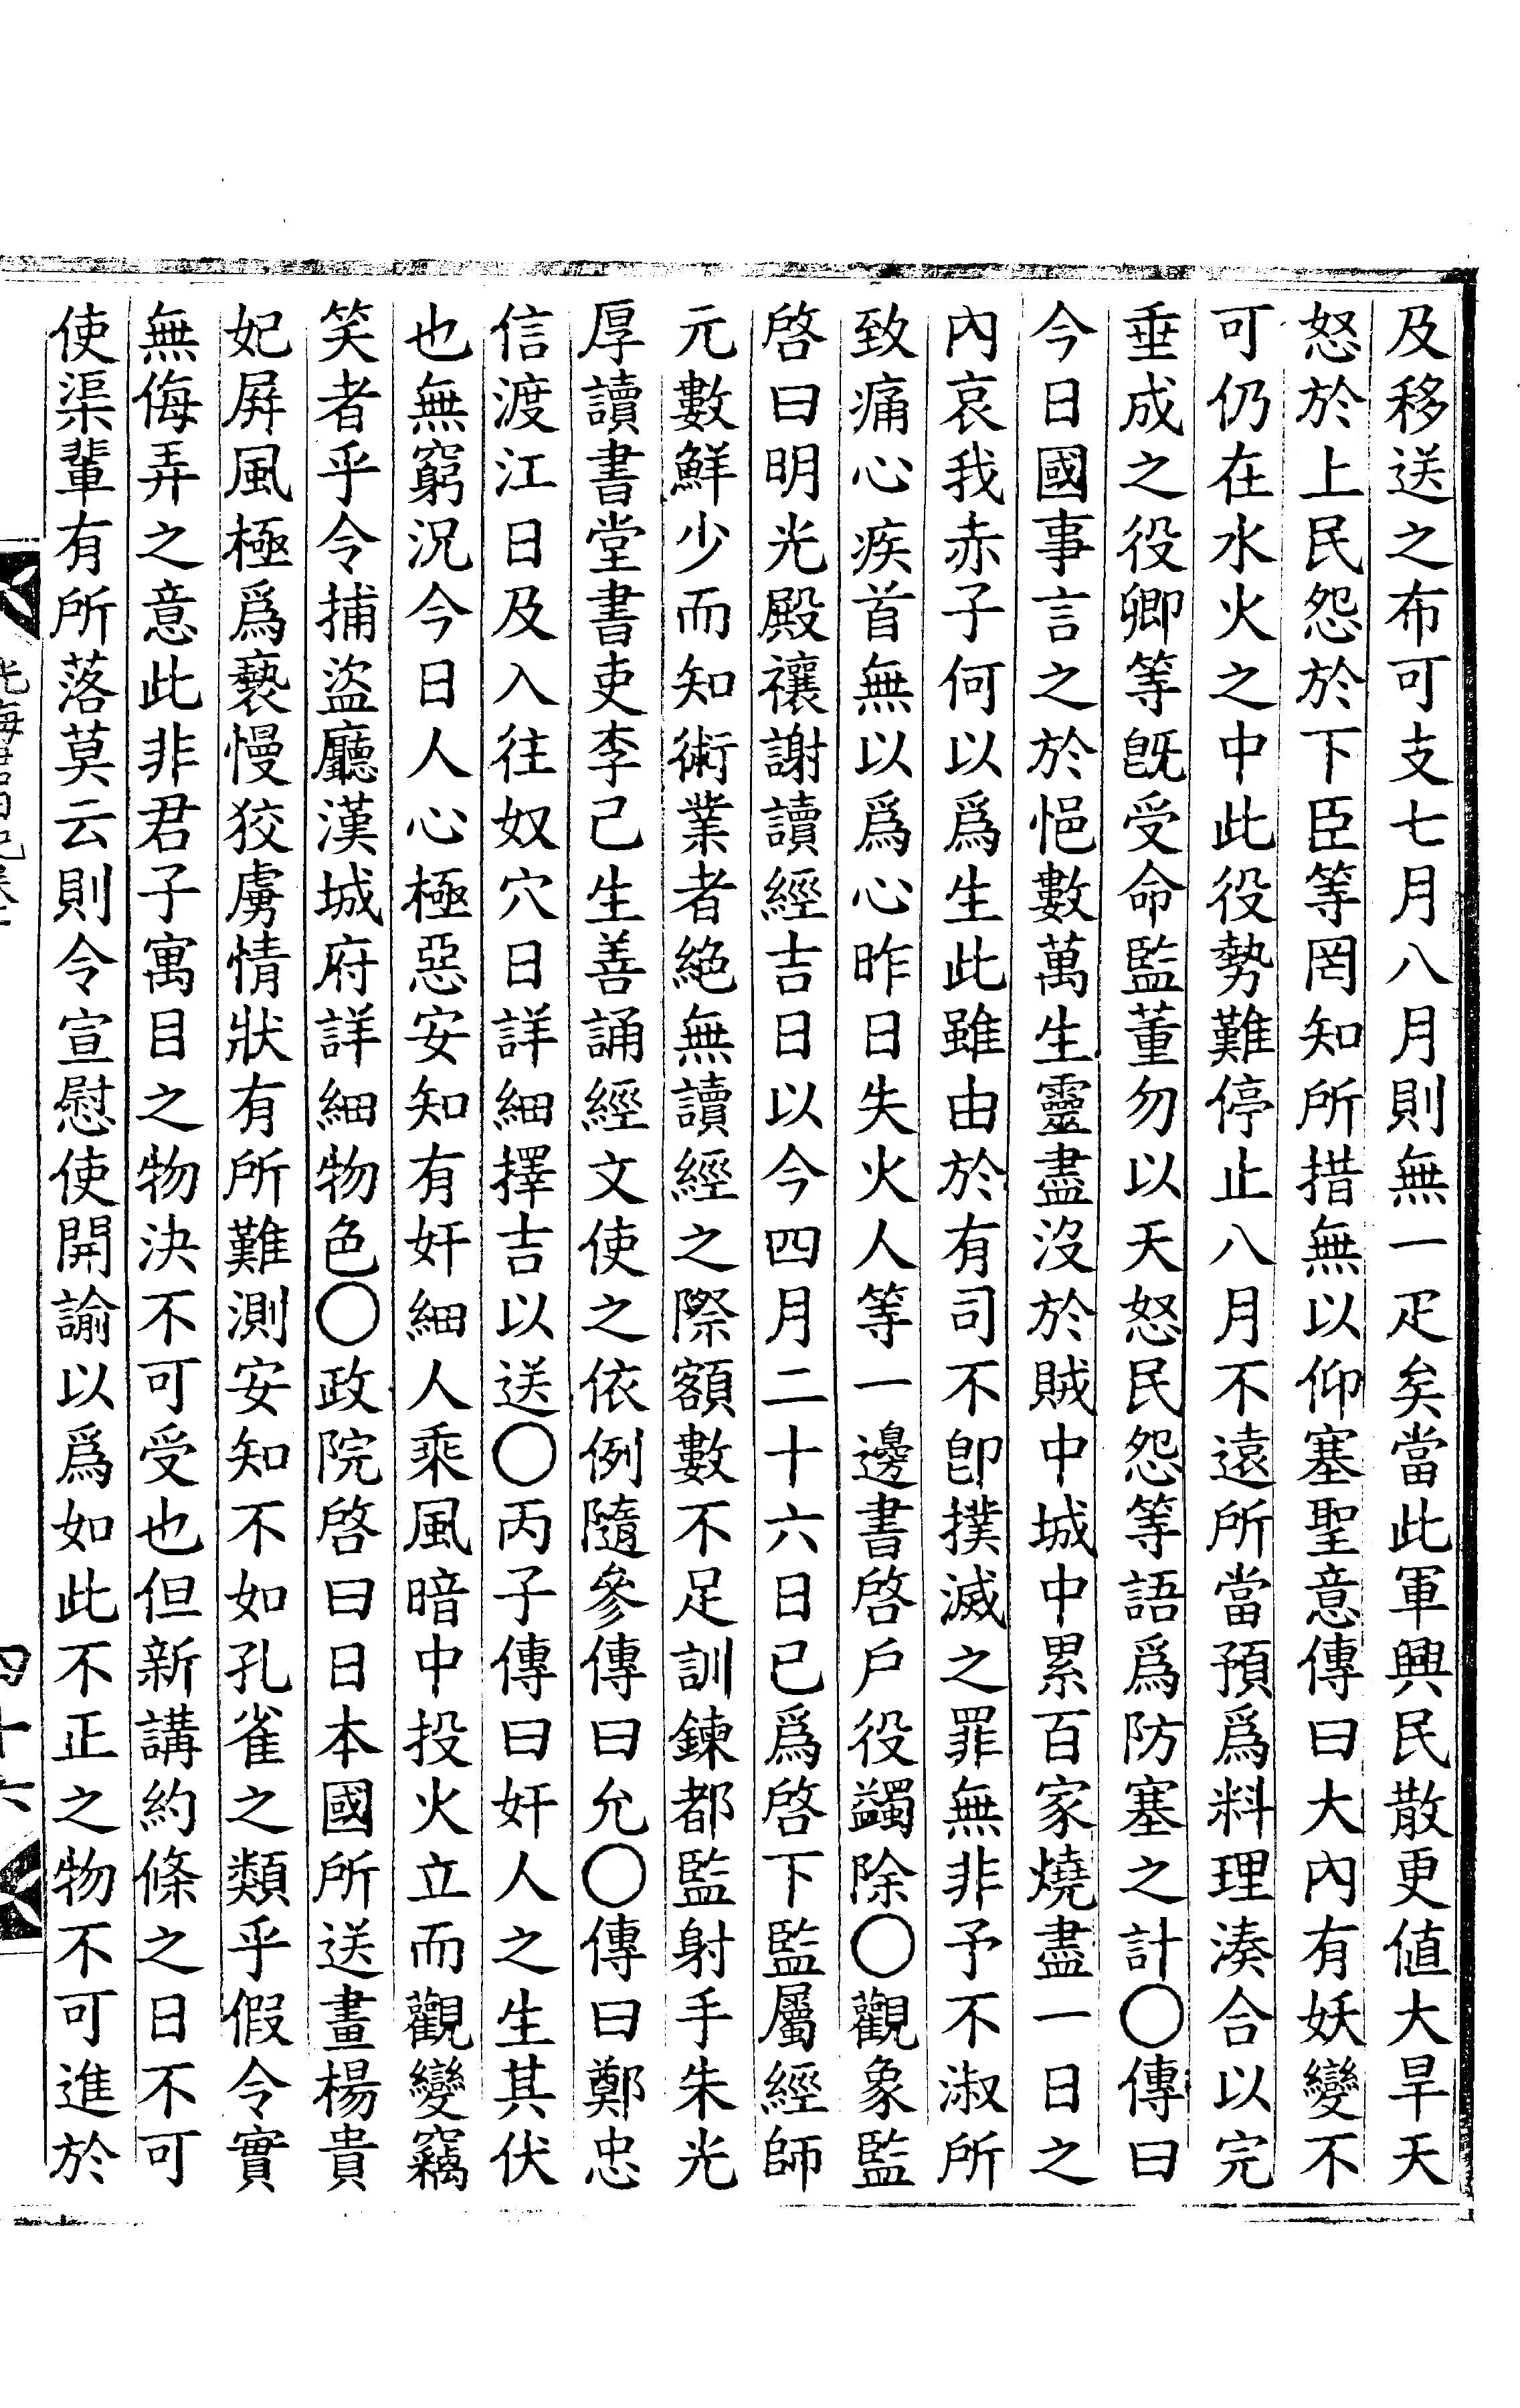 及移送之布可支七月八月則無一疋矣當此軍興民散更値大旱天
怒於上民怨於下臣等罔知所措無以仰塞聖意傳曰大內有妖變不
可仍在水火之中此役勢難停止八月不遠所當預爲料理湊合以完
垂成之役卿等旣受命監董勿以天怒民怨等語爲防塞之計〇傳曰
今日國事言之於悒數萬生靈盡沒於賊中城中累百家燒盡一日之
內哀我赤子何以爲生此雖由於有司不卽撲滅之罪無非予不淑所
致痛心疾首無以爲心昨日失火人等一邊書啓戶役蠲除〇觀象監
啓曰明光殿禳謝讀經吉日以今四月二十六日已爲啓下監屬經師
元數鮮少而知術業者絶無讀經之際額數不足訓鍊都監射手朱光
厚讀書堂書吏李己生善誦經文使之依例隨參傳曰允〇傳曰鄭忠
信渡江日及入往奴穴日詳細擇吉以送〇丙子傳曰奸人之生其伏
也無窮況今日人心極惡安知有奸細人乘風暗中投火立而觀變竊
笑者乎令捕盜廳漢城府詳細物色〇政院啓曰日本國所送畫楊貴
妃屛風極爲褻慢狡虜情狀有所難測安知不如孔雀之類乎假令實
無侮弄之意此非君子寓目之物決不可受也但新講約條之日不可
使渠輩有所落莫云則令宣慰使開諭以爲如此不正之物不可進於
四十六